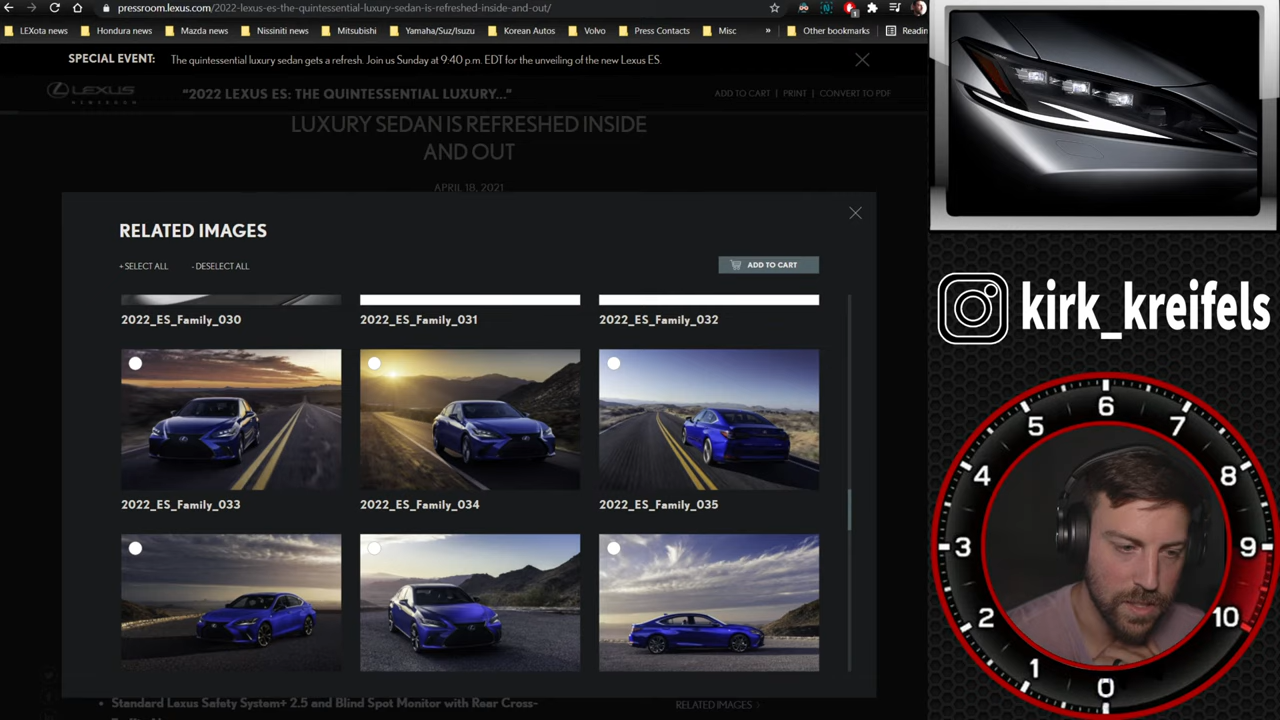 pressroom.lexus.com/2022-lexus-es-the-quintessential-luxury-sedan-is-refreshed-inside-and-out/
LEXota news
Hondura news
Mazda news
Nissiniti news
Mitsubishi
Yamaha/Suz/Isuzu
Korean Autos
Volvo
Press Contacts
Misc
»
Other bookmarks
Readin
SPECIAL EVENT: The quintessential luxury sedan gets a refresh. Join us Sunday at 9:40 p.m. EDT for the unveiling of the new Lexus ES.
LEXUS
NEWSROOM
“2022 LEXUS ES: THE QUINTESSENTIAL LUXURY...”
ADD TO CART | PRINT | CONVERT TO PDF
LUXURY SEDAN IS REFRESHED INSIDE
AND OUT
APRIL 18, 2021
RELATED IMAGES
+ SELECT ALL
- DESELECT ALL
ADD TO CART
2022_ES_Family_030
2022_ES_Family_031
2022_ES_Family_032
2022_ES_Family_033
2022_ES_Family_034
2022_ES_Family_035
• Standard Lexus Safety System+ 2.5 and Blind Spot Monitor with Rear Cross-
RELATED IMAGES >
kirk_kreifels
0
1
2
3
4
5
6
7
8
9
10
0